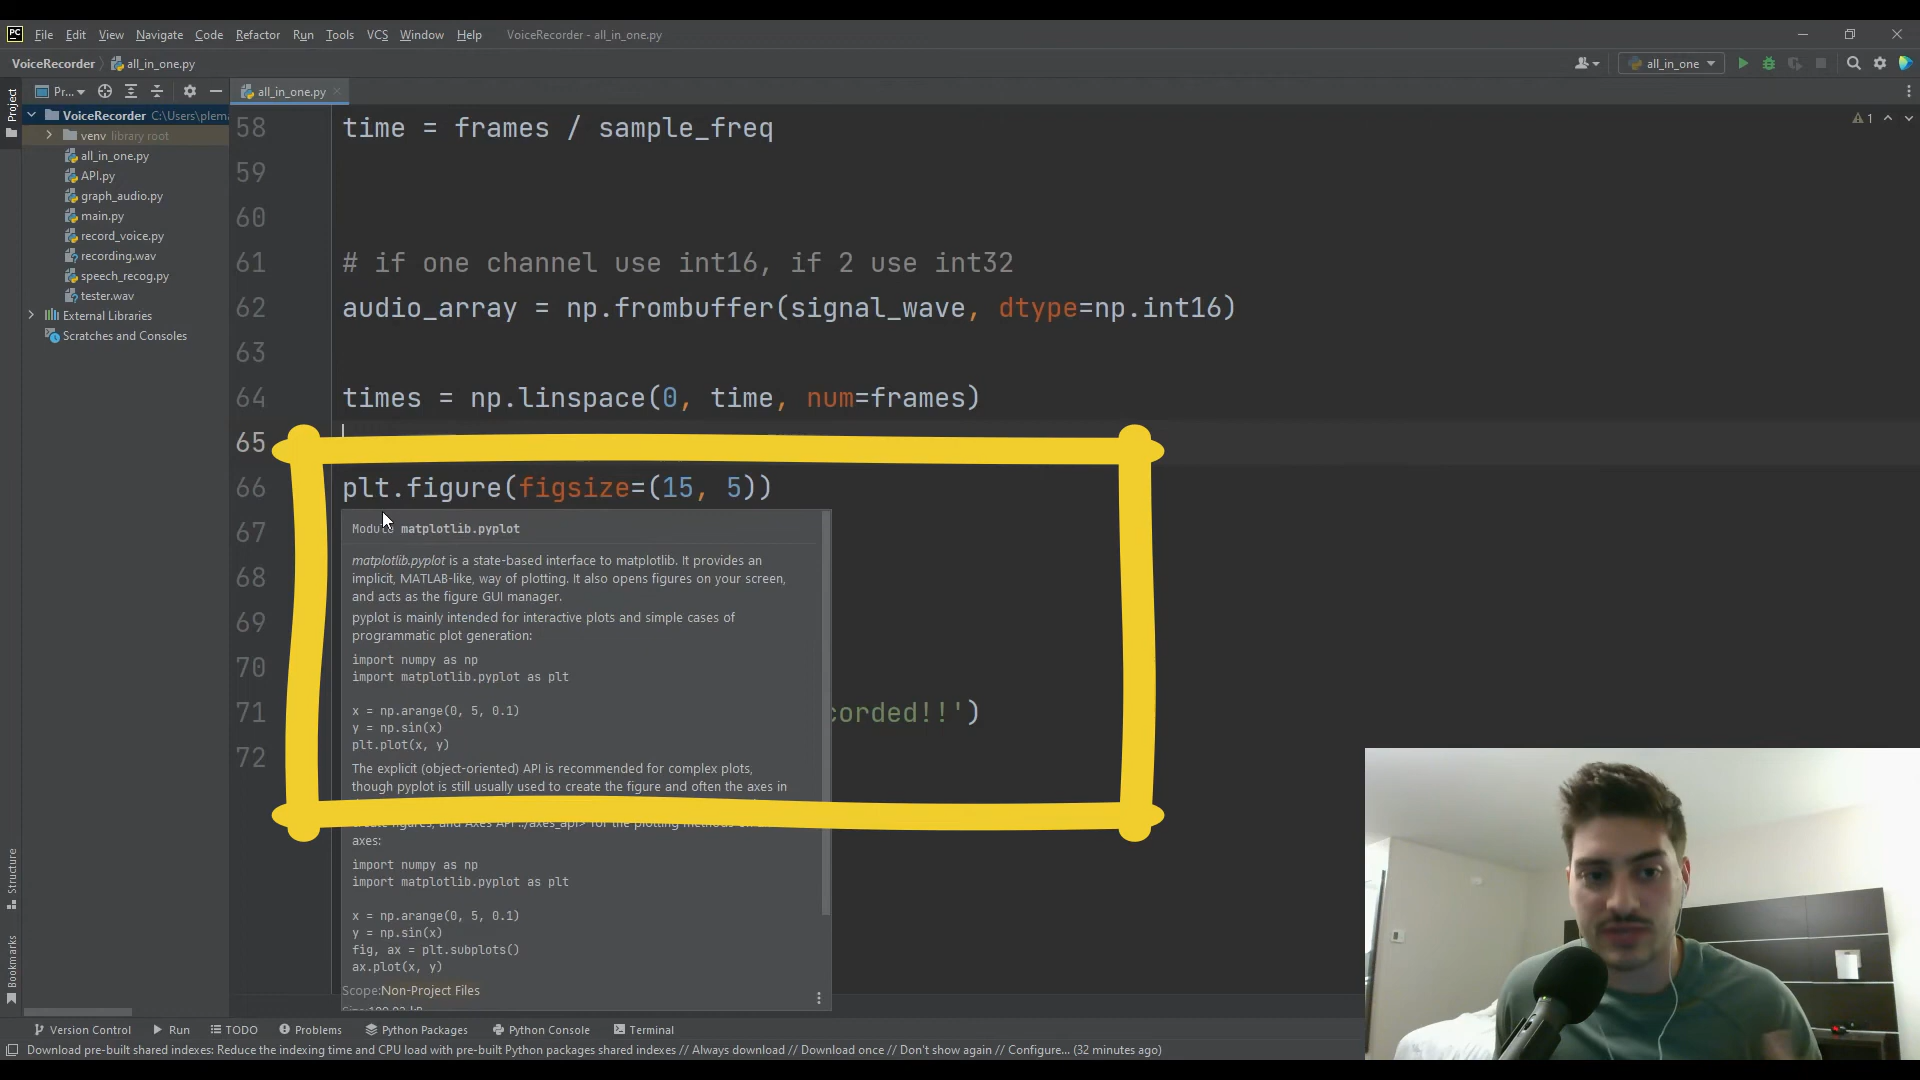 PC File Edit View Navigate Code Refactor Run Tools VCS Window Help VoiceRecorder - all_in_one.py
VoiceRecorder all_in_one.py all_in_one
Project
Pr... all_in_one.py
VoiceRecorder C:\Users\plema
venv library root
all_in_one.py
API.py
graph_audio.py
main.py
record_voice.py
recording.wav
speech_recog.py
tester.wav
External Libraries
Scratches and Consoles
1
58 time = frames / sample_freq
59
60
61 # if one channel use int16, if 2 use int32
62 audio_array = np.frombuffer(signal_wave, dtype=np.int16)
63
64 times = np.linspace(0, time, num=frames)
65
66 plt.figure(figsize=(15, 5))
67
68
69
70
71 corded!!')
72
Module matplotlib.pyplot
matplotlib.pyplot is a state-based interface to matplotlib. It provides an
implicit, MATLAB-like, way of plotting. It also opens figures on your screen,
and acts as the figure GUI manager.
pyplot is mainly intended for interactive plots and simple cases of
programmatic plot generation:
import numpy as np
import matplotlib.pyplot as plt
x = np.arange(0, 5, 0.1)
y = np.sin(x)
plt.plot(x, y)
The explicit (object-oriented) API is recommended for complex plots,
though pyplot is still usually used to create the figure and often the axes in
axes:
import numpy as np
import matplotlib.pyplot as plt
x = np.arange(0, 5, 0.1)
y = np.sin(x)
fig, ax = plt.subplots()
ax.plot(x, y)
Scope:Non-Project Files
Structure
Bookmarks
Version Control Run TODO Problems Python Packages Python Console Terminal
Download pre-built shared indexes: Reduce the indexing time and CPU load with pre-built Python packages shared indexes // Always download // Download once // Don't show again // Configure... (32 minutes ago)